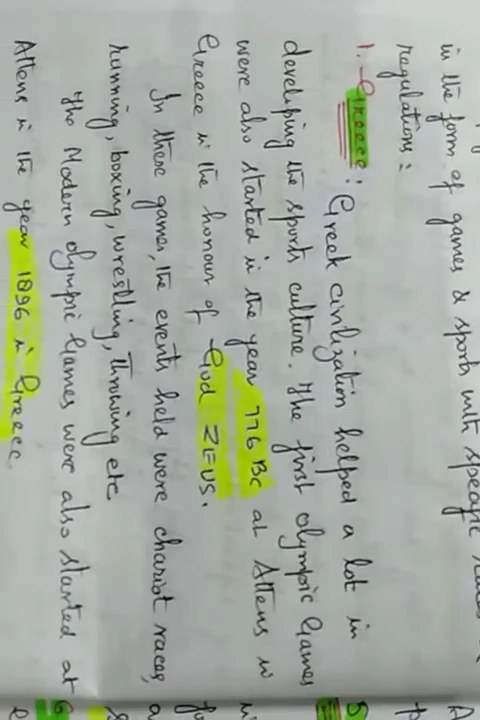 in the form of games & sports with specific
regulations:
1. Greece: Greek civilization helped a lot in
developing the sports culture. The first olympic Games
were also started in the year 776 BC at Attens in
Greece in the honour of God ZEUS.
In these games, the events held were chariot races,
running, boxing, wrestling, throwing etc
The Modern olympic Games were also started at
Attens in the year 1896 in Greece